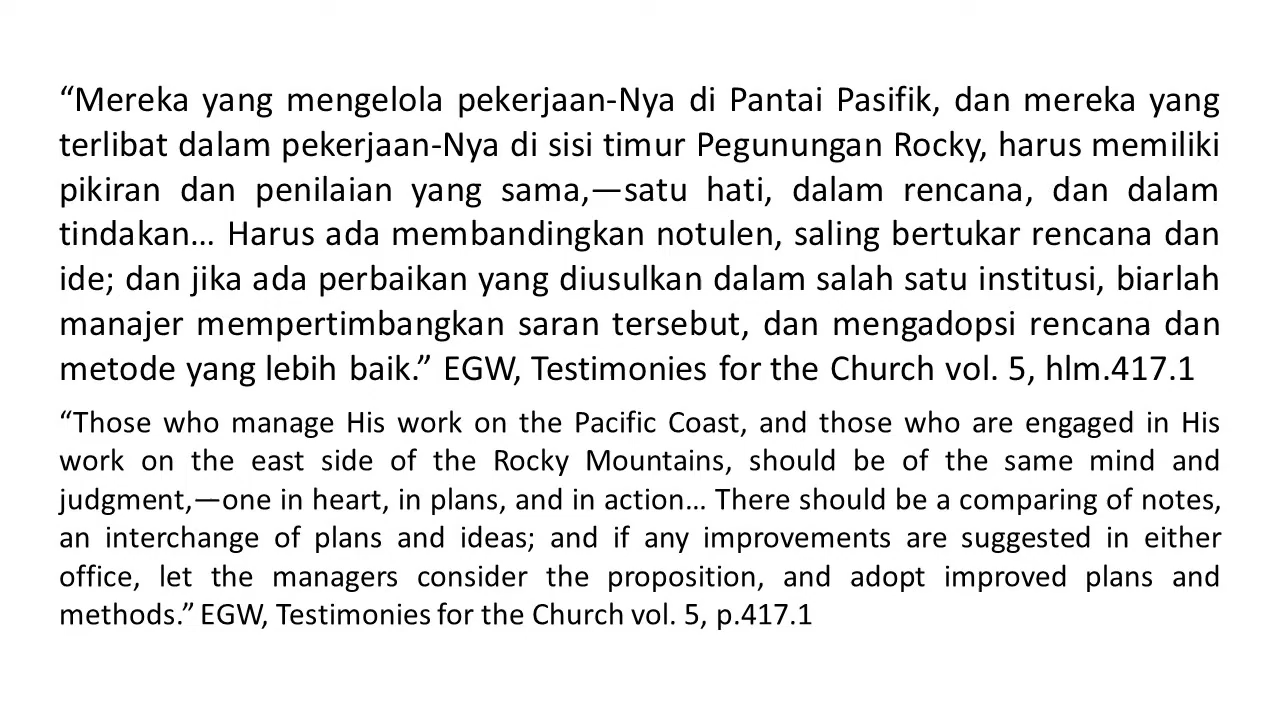 “Mereka yang mengelola pekerjaan-Nya di Pantai Pasifik, dan mereka yang
terlibat dalam pekerjaan-Nya di sisi timur Pegunungan Rocky, harus memiliki
pikiran dan penilaian yang sama,—satu hati, dalam rencana, dan dalam
tindakan… Harus ada membandingkan notulen, saling bertukar rencana dan
ide; dan jika ada perbaikan yang diusulkan dalam salah satu institusi, biarlah
manajer mempertimbangkan saran tersebut, dan mengadopsi rencana dan
metode yang lebih baik.” EGW, Testimonies for the Church vol. 5, hlm.417.1
“Those who manage His work on the Pacific Coast, and those who are engaged in His
work on the east side of the Rocky Mountains, should be of the same mind and
judgment,—one in heart, in plans, and in action… There should be a comparing of notes,
an interchange of plans and ideas; and if any improvements are suggested in either
office, let the managers consider the proposition, and adopt improved plans and
methods.” EGW, Testimonies for the Church vol. 5, p.417.1